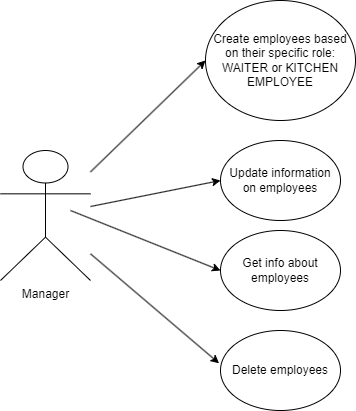 Create employees based
on their specific role:
WAITER or KITCHEN
EMPLOYEE
Update information
on employees
Get info about
employees
Manager
Delete employees